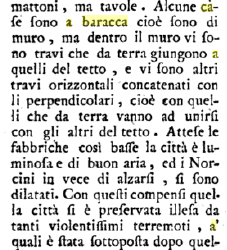 mattoni, ma tavole. Alcune ca-
ſe ſono a baracca cioè ſono di
muro, ma dentro il muro vi ſo-
no travi che da terra giungono a
quelli del tetto, e vi ſono altri
travi orizzontali concatenati con
li perpendicolari, cioè con quel-
li che da terra vanno ad unirſi
con gli altri del tetto. Atteſe le
fabbriche così baſſe la città è lu-
minoſa e di buon aria, ed i Nor-
cini in vece di alzarſi, ſi ſono
dilatati. Con queſti compenſi quel-
la città ſi è preſervata illeſa da
tanti violentiſſimi terremoti, a'
quali è ſtata ſottopoſta dopo quel-